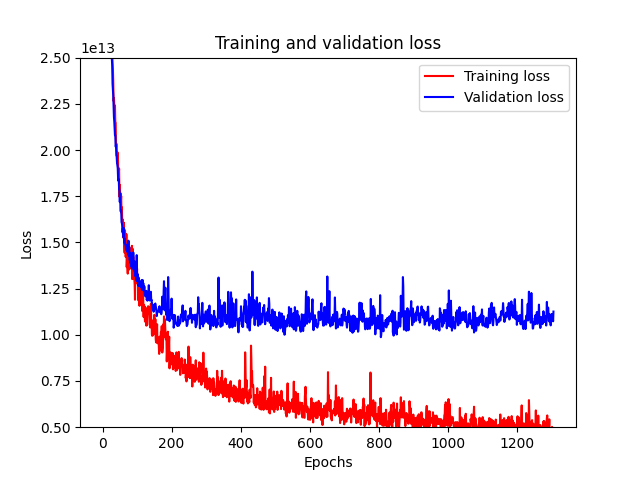 Training and validation loss
1e13
2.50
2.25
2.00
1.75
1.50
1.25
1.00
0.75
0.50
Loss
Training loss
Validation loss
0 200 400 600 800 1000 1200
Epochs